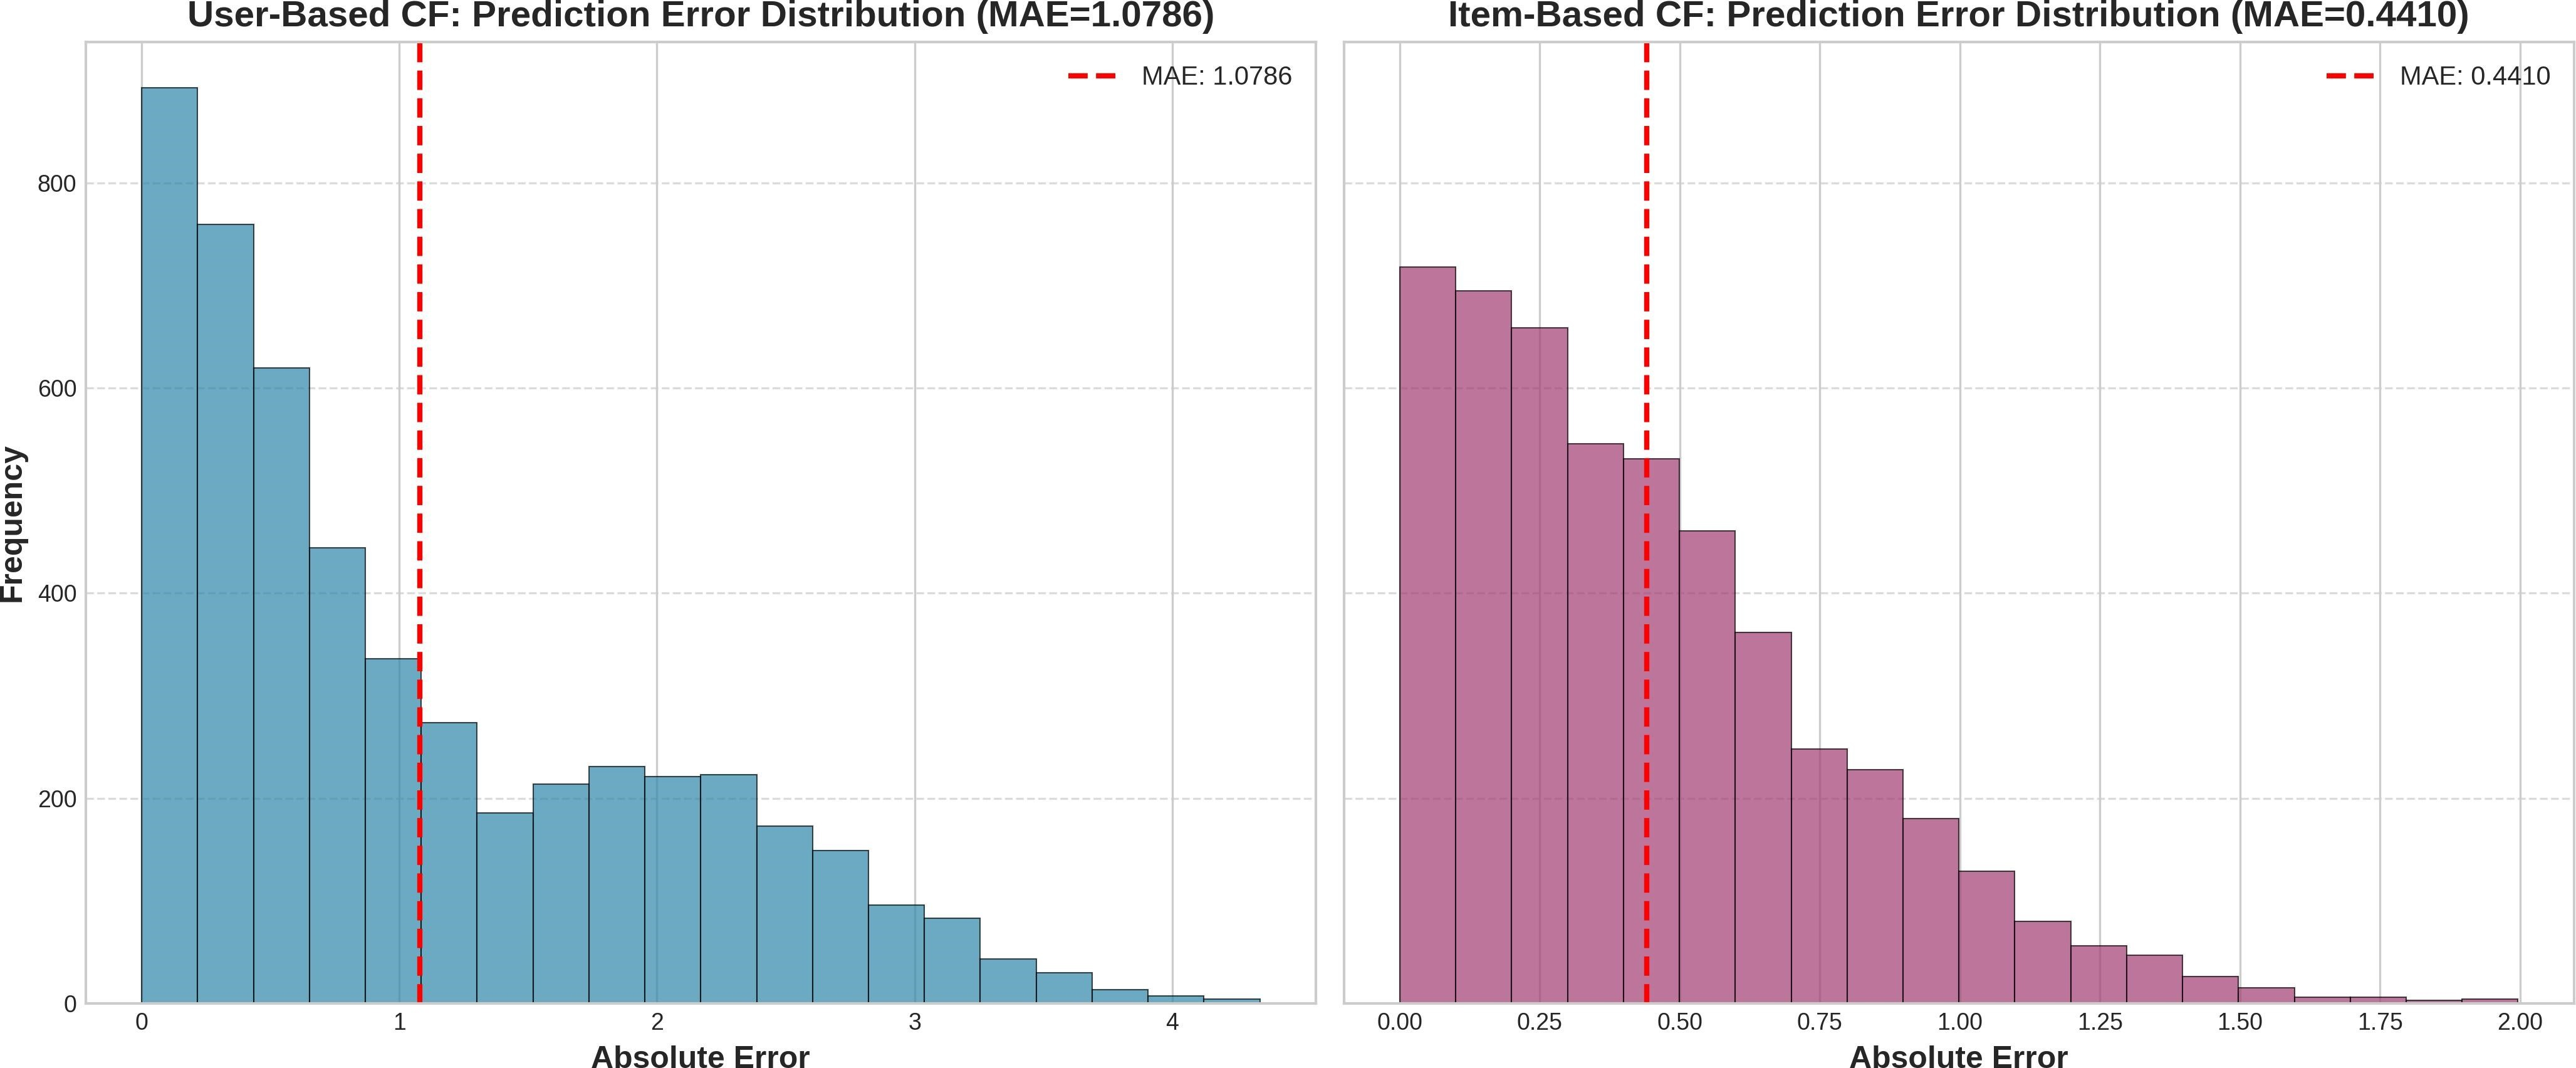 User-Based CF: Prediction Error Distribution (MAE=1.0786)
MAE: 1.0786
Frequency
800
600
400
200
0
0 1 2 3 4
Absolute Error
Item-Based CF: Prediction Error Distribution (MAE=0.4410)
MAE: 0.4410
0.00 0.25 0.50 0.75 1.00 1.25 1.50 1.75 2.00
Absolute Error